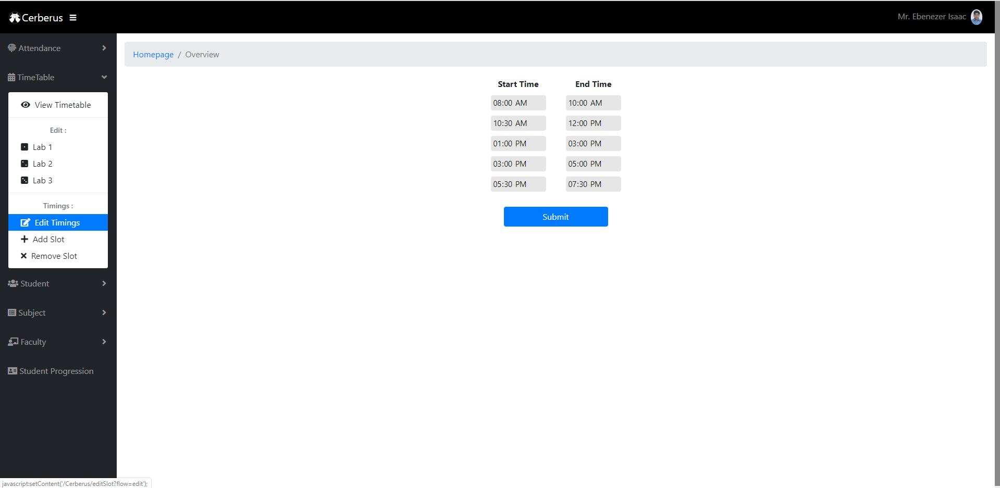 Cerberus
Mr. Ebenezer Isaac
Attendance
TimeTable
View Timetable
Edit :
Lab 1
Lab 2
Lab 3
Timings :
Edit Timings
Add Slot
Remove Slot
Student
Subject
Faculty
Student Progression
Homepage / Overview
Start Time End Time
08:00 AM 10:00 AM
10:30 AM 12:00 PM
01:00 PM 03:00 PM
03:00 PM 05:00 PM
05:30 PM 07:30 PM
Submit
javascript:setContent('/Cerberus/editSlot?flow=edit');